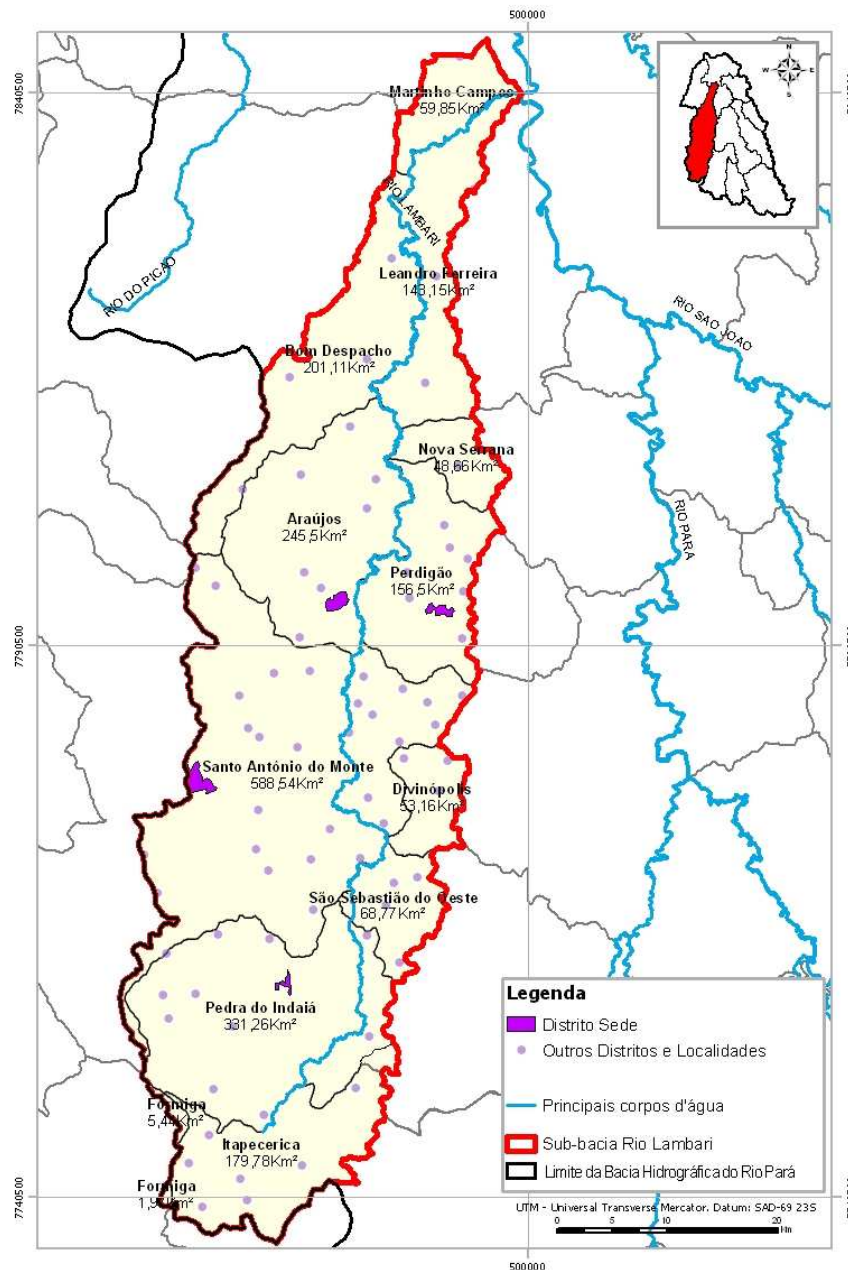 500000
N
W E
S
7840500
Martinho Campos
59,85Km²
RIO LAMBARI
RIO DO PICÃO
Leandro Ferreira
143,15Km²
RIO SAO JOAO
Bom Despacho
201,11Km²
Nova Serrana
48,66Km²
Araújos
245,5Km²
RIO PARA
Perdigão
156,5Km²
7790500
Santo Antônio do Monte
588,54Km²
Divinópolis
53,16Km²
São Sebastião do Oeste
68,77Km²
Pedra do Indaiá
331,26Km²
Legenda
Distrito Sede
Outros Distritos e Localidades
Principais corpos d'água
Sub-bacia Rio Lambari
Limite da Bacia Hidrográfica do Rio Pará
Formiga
5,44Km²
Itapecerica
179,78Km²
Formiga
7740500
UTM - Universal Transverse Mercator. Datum: SAD-69 23S
0 5 10 20
Km
500000